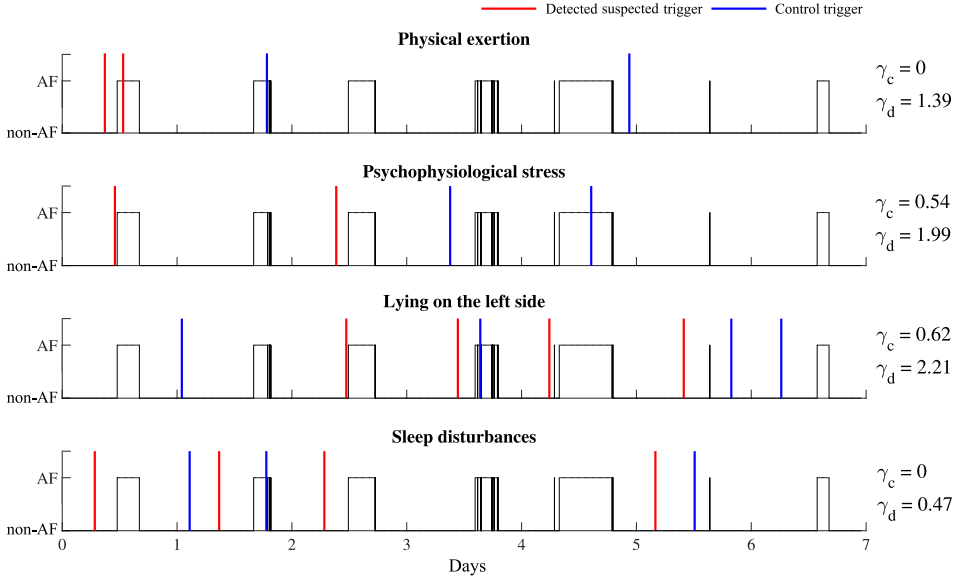 Detected suspected trigger Control trigger
Physical exertion
AF
non-AF
γc = 0
γd = 1.39
Psychophysiological stress
AF
non-AF
γc = 0.54
γd = 1.99
Lying on the left side
AF
non-AF
γc = 0.62
γd = 2.21
Sleep disturbances
AF
non-AF
γc = 0
γd = 0.47
0 1 2 3 4 5 6 7
Days